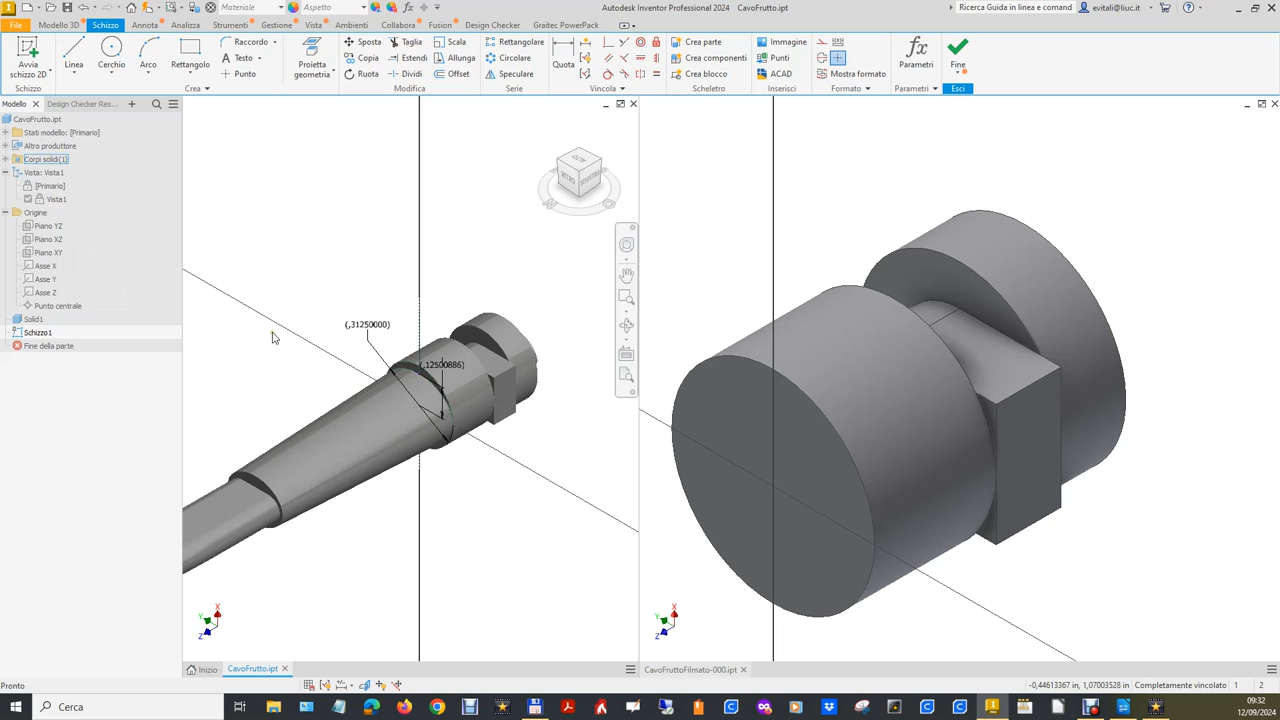 Materiale
Aspetto
Autodesk Inventor Professional 2024 CavoFrutto.ipt
Ricerca Guida in linea e comand
evitali@liuc.it
File Modello 3D Schizzo Annota Analizza Strumenti Gestisci Vista Ambienti Collabora Fusion Design Checker Graitec PowerPack
Avvia schizzo 2D
Linea
Cerchio
Arco
Rettangolo
Raccordo
Testo
Punto
Proietta geometria
Sposta Taglia Scala
Copia Estendi Allunga
Ruota Dividi Offset
Rettangolare
Circolare
Speculare
Quota
Crea parte
Crea componenti
Crea blocco
Immagine
Punti
ACAD
Mostra formato
Parametri
Fine
Schizzo Crea Modifica Serie Vincola Scheletro Inserisci Formato Parametri Esci
Modello Design Checker Res...
CavoFrutto.ipt
Stati modello: [Primario]
Altro produttore
Corpi solidi(1)
Vista: Vista1
[Primario]
Vista1
Origine
Piano YZ
Piano XZ
Piano XY
Asse X
Asse Y
Asse Z
Punto centrale
Solid1
Schizzo1
Fine della parte
ALTO
RETRO
SINISTRA
(,31250000)
(,12500886)
X
Y
Z
X
Y
Z
Inizio CavoFrutto.ipt CavoFruttoFilmato-000.ipt
Pronto
-0,44613367 in, 1,07003528 in Completamente vincolato 1 2
Cerca
09:32
12/09/2024